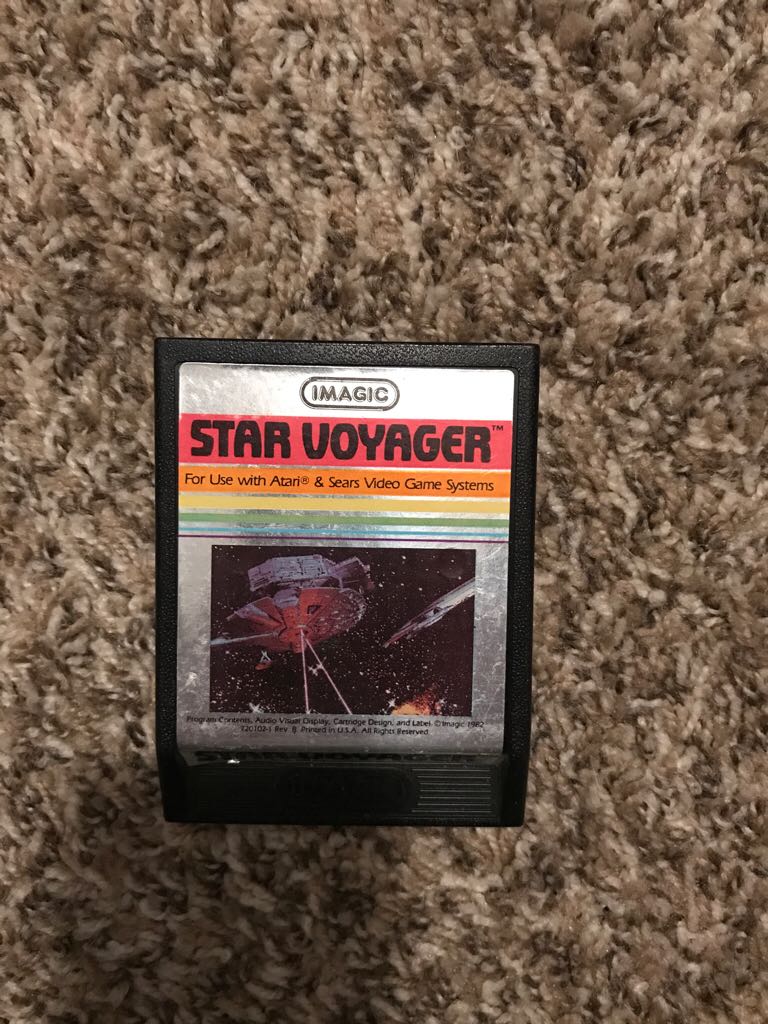 IMAGIC
STAR VOYAGER™
For Use with Atari® & Sears Video Game Systems
Program Contents, Audio Visual Display, Cartridge Design, and Label © Imagic 1982
720102-1 Rev. B Printed in U.S.A. All Rights Reserved